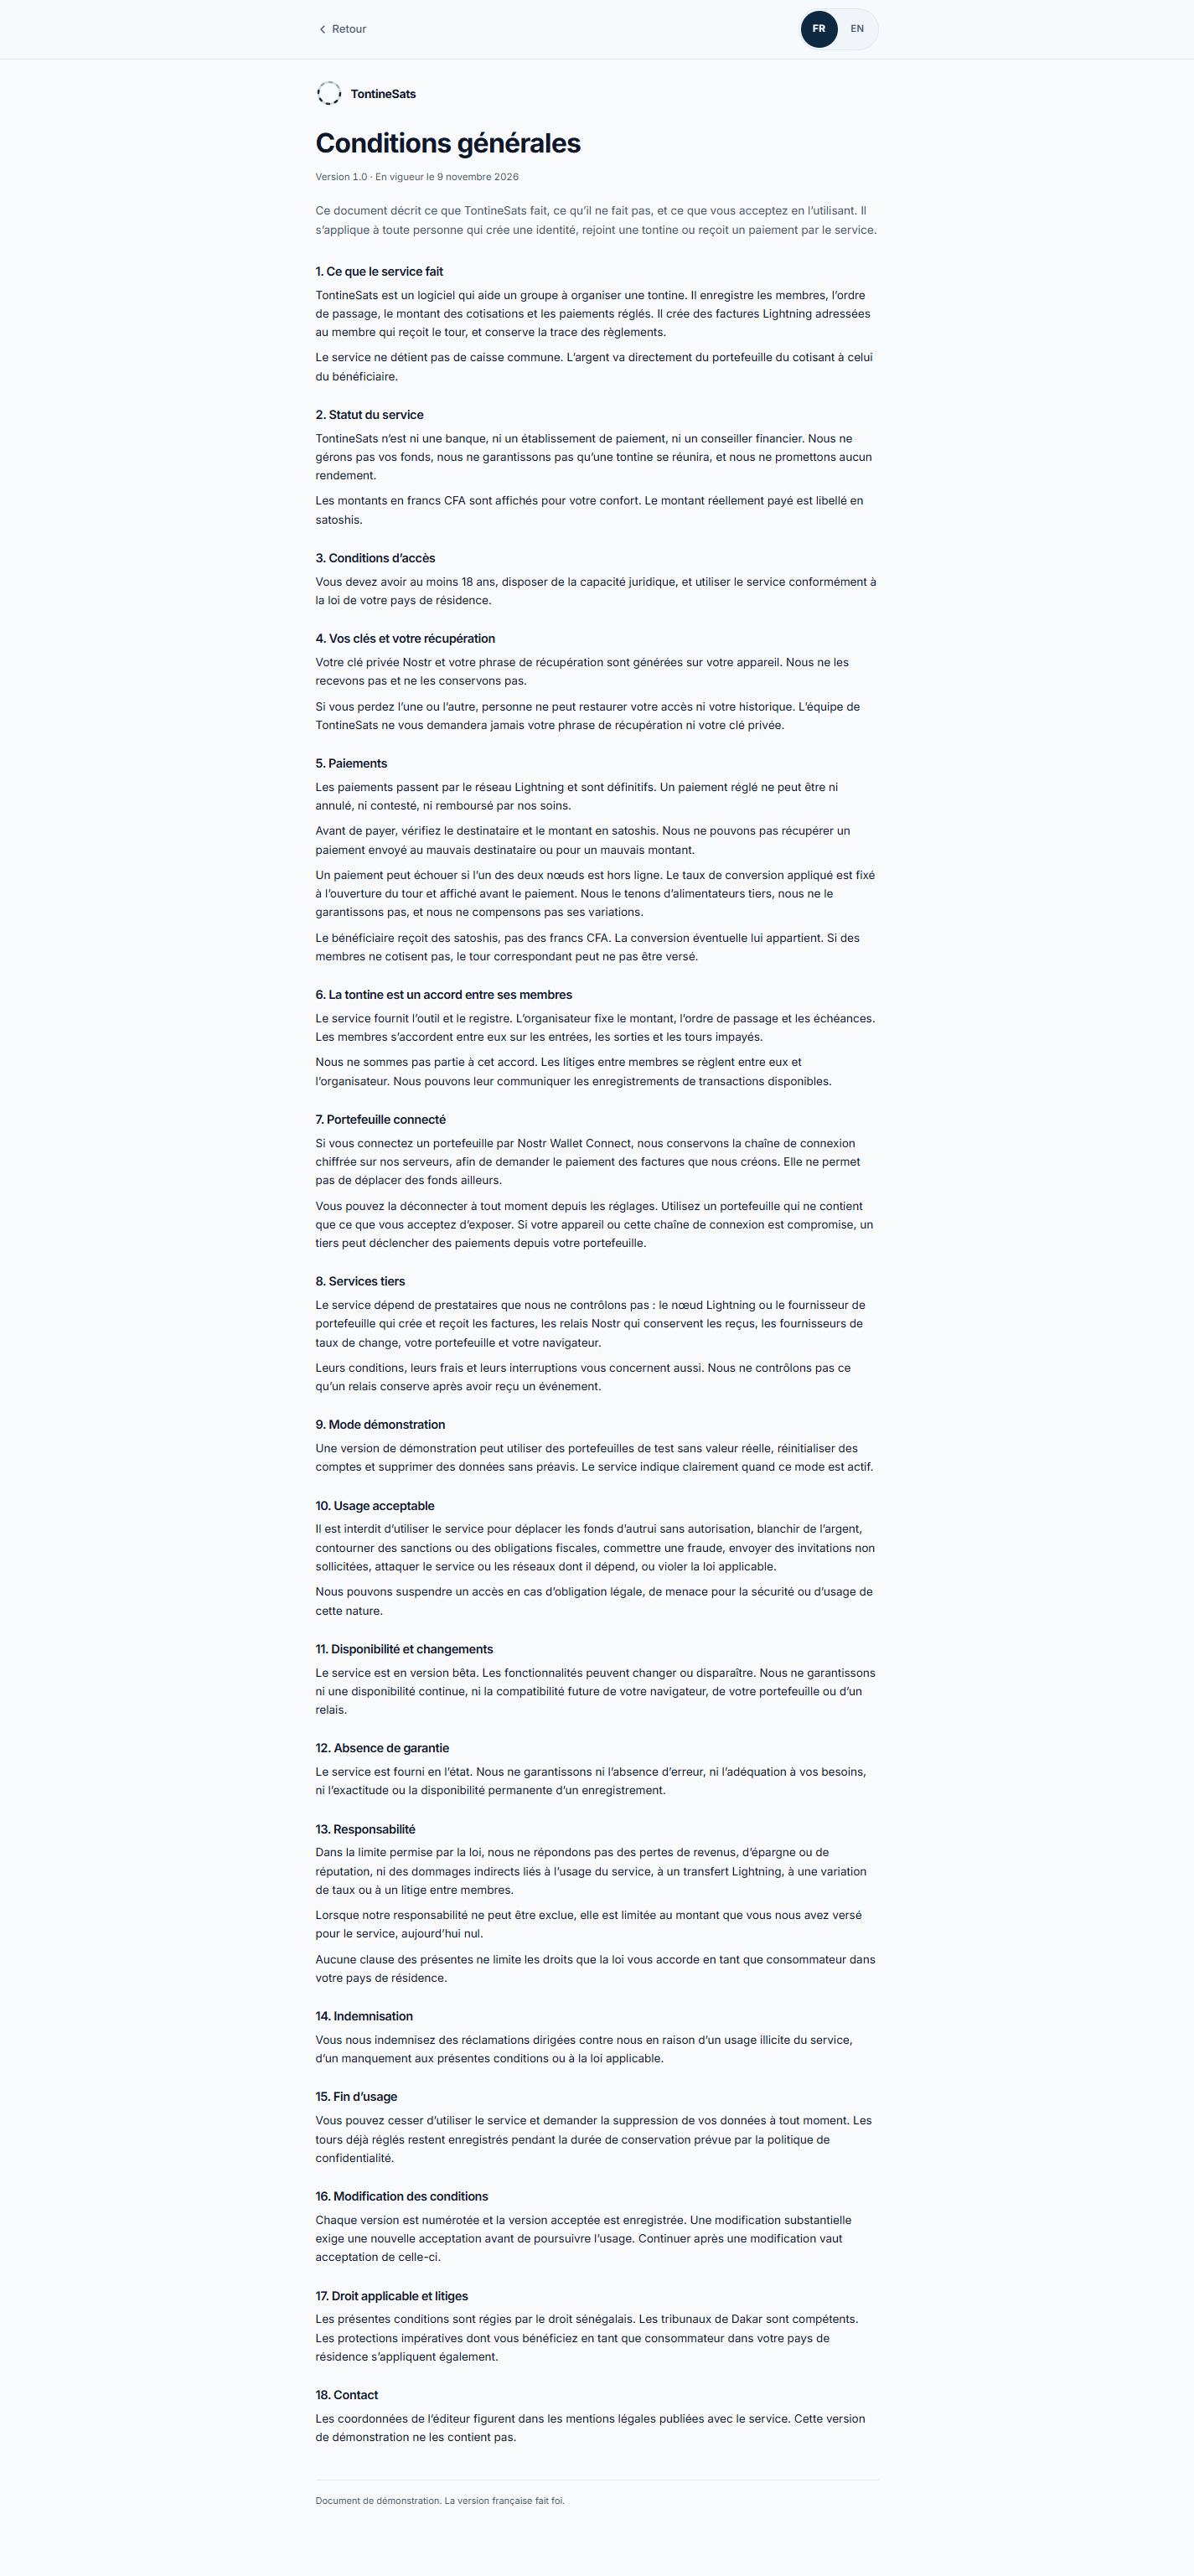 Retour
FR EN
TontineSats
Conditions générales
Version 1.0 · En vigueur le 9 novembre 2026
Ce document décrit ce que TontineSats fait, ce qu’il ne fait pas, et ce que vous acceptez en l’utilisant. Il
s’applique à toute personne qui crée une identité, rejoint une tontine ou reçoit un paiement par le service.
1. Ce que le service fait
TontineSats est un logiciel qui aide un groupe à organiser une tontine. Il enregistre les membres, l’ordre
de passage, le montant des cotisations et les paiements réglés. Il crée des factures Lightning adressées
au membre qui reçoit le tour, et conserve la trace des règlements.
Le service ne détient pas de caisse commune. L’argent va directement du portefeuille du cotisant à celui
du bénéficiaire.
2. Statut du service
TontineSats n’est ni une banque, ni un établissement de paiement, ni un conseiller financier. Nous ne
gérons pas vos fonds, nous ne garantissons pas qu’une tontine se réunira, et nous ne promettons aucun
rendement.
Les montants en francs CFA sont affichés pour votre confort. Le montant réellement payé est libellé en
satoshis.
3. Conditions d’accès
Vous devez avoir au moins 18 ans, disposer de la capacité juridique, et utiliser le service conformément à
la loi de votre pays de résidence.
4. Vos clés et votre récupération
Votre clé privée Nostr et votre phrase de récupération sont générées sur votre appareil. Nous ne les
recevons pas et ne les conservons pas.
Si vous perdez l’une ou l’autre, personne ne peut restaurer votre accès ni votre historique. L’équipe de
TontineSats ne vous demandera jamais votre phrase de récupération ni votre clé privée.
5. Paiements
Les paiements passent par le réseau Lightning et sont définitifs. Un paiement réglé ne peut être ni
annulé, ni contesté, ni remboursé par nos soins.
Avant de payer, vérifiez le destinataire et le montant en satoshis. Nous ne pouvons pas récupérer un
paiement envoyé au mauvais destinataire ou pour un mauvais montant.
Un paiement peut échouer si l’un des deux nœuds est hors ligne. Le taux de conversion appliqué est fixé
à l’ouverture du tour et affiché avant le paiement. Nous le tenons d’alimentateurs tiers, nous ne le
garantissons pas, et nous ne compensons pas ses variations.
Le bénéficiaire reçoit des satoshis, pas des francs CFA. La conversion éventuelle lui appartient. Si des
membres ne cotisent pas, le tour correspondant peut ne pas être versé.
6. La tontine est un accord entre ses membres
Le service fournit l’outil et le registre. L’organisateur fixe le montant, l’ordre de passage et les échéances.
Les membres s’accordent entre eux sur les entrées, les sorties et les tours impayés.
Nous ne sommes pas partie à cet accord. Les litiges entre membres se règlent entre eux et
l’organisateur. Nous pouvons leur communiquer les enregistrements de transactions disponibles.
7. Portefeuille connecté
Si vous connectez un portefeuille par Nostr Wallet Connect, nous conservons la chaîne de connexion
chiffrée sur nos serveurs, afin de demander le paiement des factures que nous créons. Elle ne permet
pas de déplacer des fonds ailleurs.
Vous pouvez la déconnecter à tout moment depuis les réglages. Utilisez un portefeuille qui ne contient
que ce que vous acceptez d’exposer. Si votre appareil ou cette chaîne de connexion est compromise, un
tiers peut déclencher des paiements depuis votre portefeuille.
8. Services tiers
Le service dépend de prestataires que nous ne contrôlons pas : le nœud Lightning ou le fournisseur de
portefeuille qui crée et reçoit les factures, les relais Nostr qui conservent les reçus, les fournisseurs de
taux de change, votre portefeuille et votre navigateur.
Leurs conditions, leurs frais et leurs interruptions vous concernent aussi. Nous ne contrôlons pas ce
qu’un relais conserve après avoir reçu un événement.
9. Mode démonstration
Une version de démonstration peut utiliser des portefeuilles de test sans valeur réelle, réinitialiser des
comptes et supprimer des données sans préavis. Le service indique clairement quand ce mode est actif.
10. Usage acceptable
Il est interdit d’utiliser le service pour déplacer les fonds d’autrui sans autorisation, blanchir de l’argent,
contourner des sanctions ou des obligations fiscales, commettre une fraude, envoyer des invitations non
sollicitées, attaquer le service ou les réseaux dont il dépend, ou violer la loi applicable.
Nous pouvons suspendre un accès en cas d’obligation légale, de menace pour la sécurité ou d’usage de
cette nature.
11. Disponibilité et changements
Le service est en version bêta. Les fonctionnalités peuvent changer ou disparaître. Nous ne garantissons
ni une disponibilité continue, ni la compatibilité future de votre navigateur, de votre portefeuille ou d’un
relais.
12. Absence de garantie
Le service est fourni en l’état. Nous ne garantissons ni l’absence d’erreur, ni l’adéquation à vos besoins,
ni l’exactitude ou la disponibilité permanente d’un enregistrement.
13. Responsabilité
Dans la limite permise par la loi, nous ne répondons pas des pertes de revenus, d’épargne ou de
réputation, ni des dommages indirects liés à l’usage du service, à un transfert Lightning, à une variation
de taux ou à un litige entre membres.
Lorsque notre responsabilité ne peut être exclue, elle est limitée au montant que vous nous avez versé
pour le service, aujourd’hui nul.
Aucune clause des présentes ne limite les droits que la loi vous accorde en tant que consommateur dans
votre pays de résidence.
14. Indemnisation
Vous nous indemnisez des réclamations dirigées contre nous en raison d’un usage illicite du service,
d’un manquement aux présentes conditions ou à la loi applicable.
15. Fin d’usage
Vous pouvez cesser d’utiliser le service et demander la suppression de vos données à tout moment. Les
tours déjà réglés restent enregistrés pendant la durée de conservation prévue par la politique de
confidentialité.
16. Modification des conditions
Chaque version est numérotée et la version acceptée est enregistrée. Une modification substantielle
exige une nouvelle acceptation avant de poursuivre l’usage. Continuer après une modification vaut
acceptation de celle-ci.
17. Droit applicable et litiges
Les présentes conditions sont régies par le droit sénégalais. Les tribunaux de Dakar sont compétents.
Les protections impératives dont vous bénéficiez en tant que consommateur dans votre pays de
résidence s’appliquent également.
18. Contact
Les coordonnées de l’éditeur figurent dans les mentions légales publiées avec le service. Cette version
de démonstration ne les contient pas.
Document de démonstration. La version française fait foi.